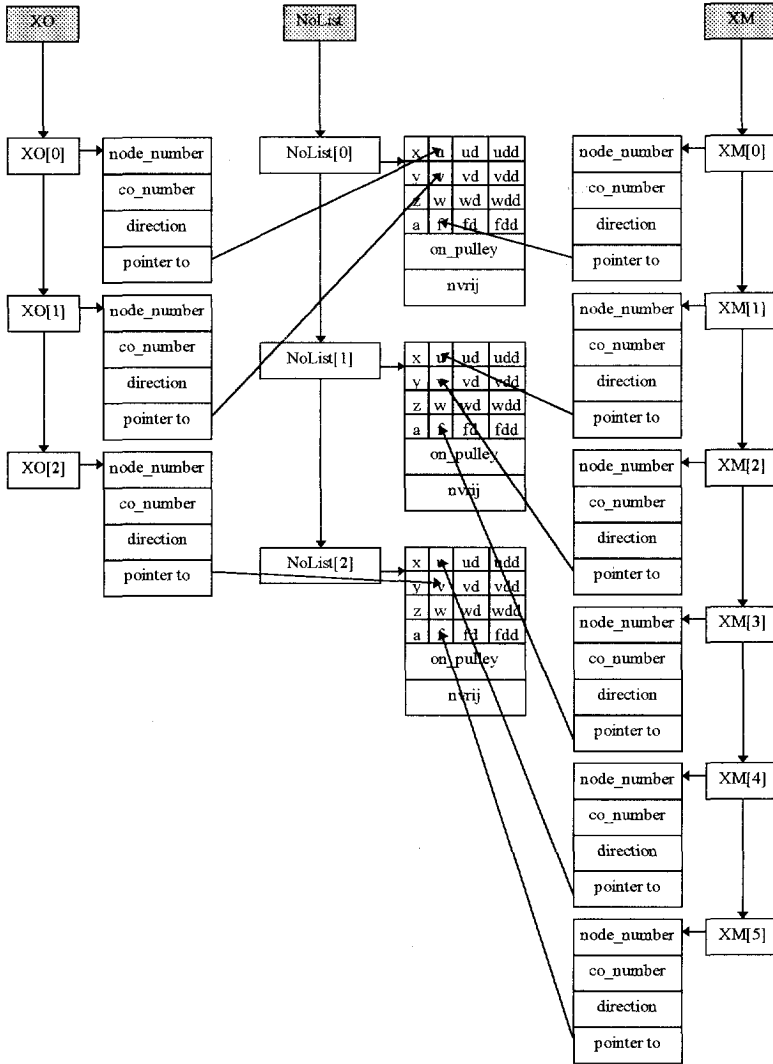 XO
NoList
XM
XO[0]
node_number
co_number
direction
pointer to
XO[1]
node_number
co_number
direction
pointer to
XO[2]
node_number
co_number
direction
pointer to
NoList[0]
x u ud udd
y v vd vdd
z w wd wdd
a f fd fdd
on_pulley
nvrij
NoList[1]
x u ud udd
y v vd vdd
z w wd wdd
a f fd fdd
on_pulley
nvrij
NoList[2]
x u ud udd
y v vd vdd
z w wd wdd
a f fd fdd
on_pulley
nvrij
node_number
XM[0]
co_number
direction
pointer to
node_number
XM[1]
co_number
direction
pointer to
node_number
XM[2]
co_number
direction
pointer to
node_number
XM[3]
co_number
direction
pointer to
node_number
XM[4]
co_number
direction
pointer to
node_number
XM[5]
co_number
direction
pointer to